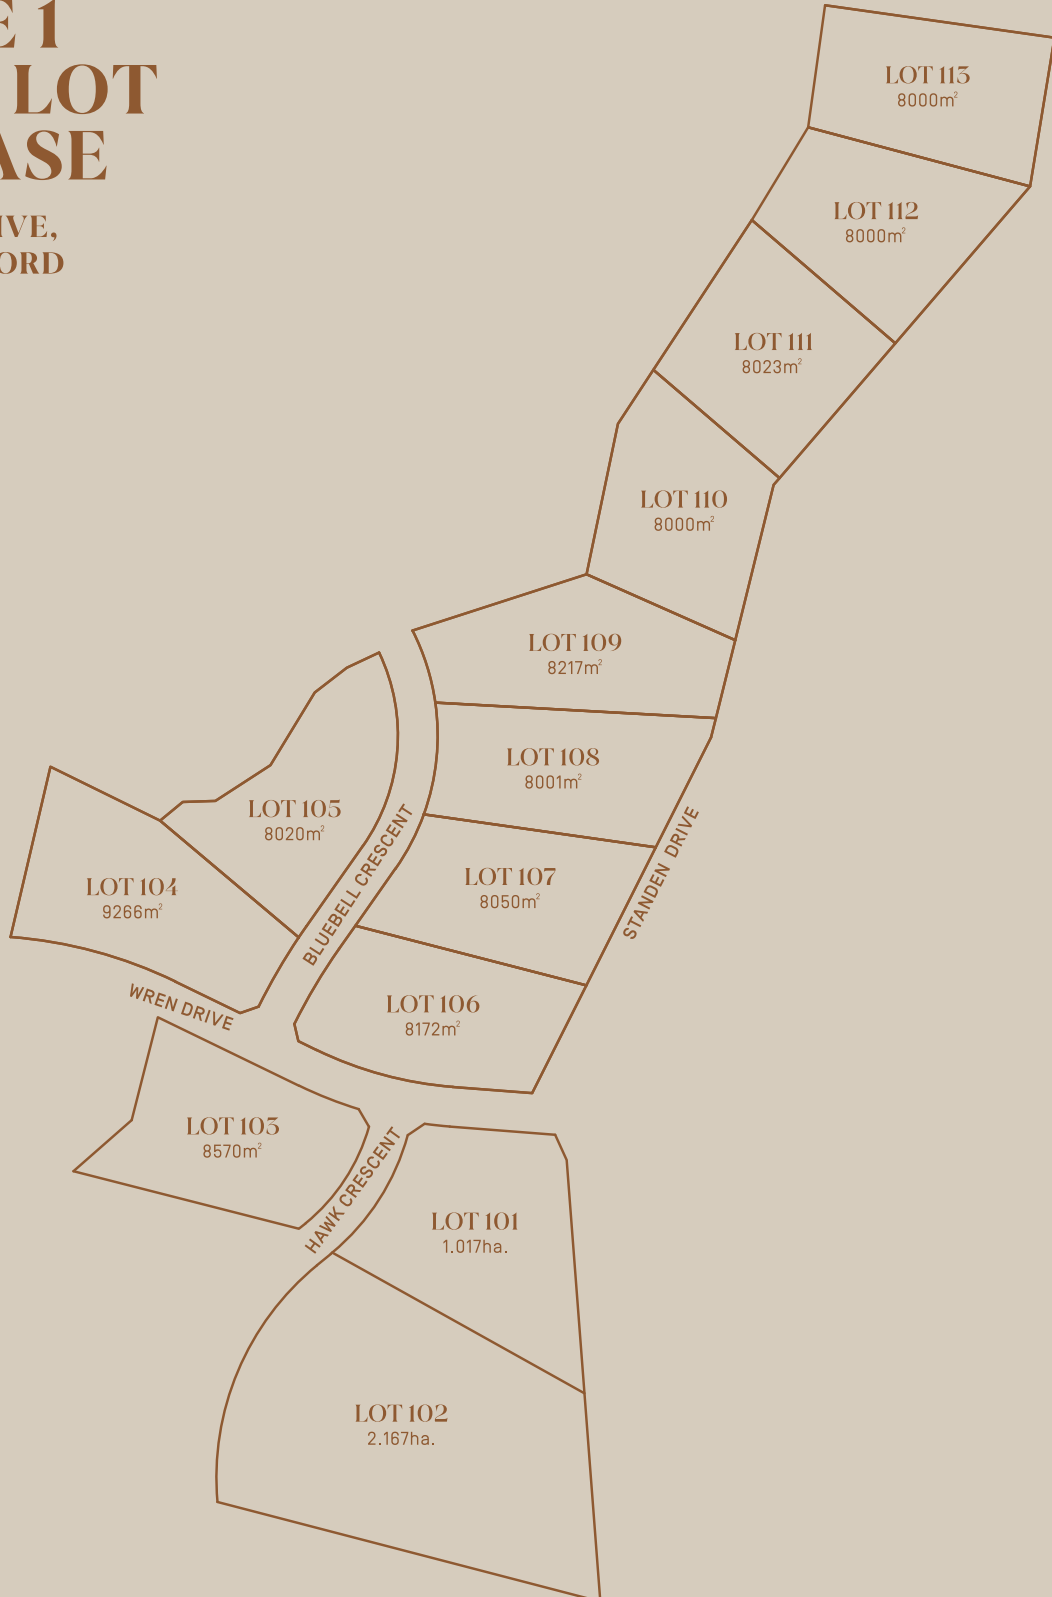 E 1
LOT
ASE
IVE,
ORD
LOT 113
8000m²
LOT 112
8000m²
LOT 111
8023m²
LOT 110
8000m²
LOT 109
8217m²
LOT 108
8001m²
LOT 105
8020m²
LOT 107
8050m²
LOT 104
9266m²
BLUEBELL CRESCENT
STANDEN DRIVE
WREN DRIVE
LOT 106
8172m²
LOT 103
8570m²
HAWK CRESCENT
LOT 101
1.017ha.
LOT 102
2.167ha.